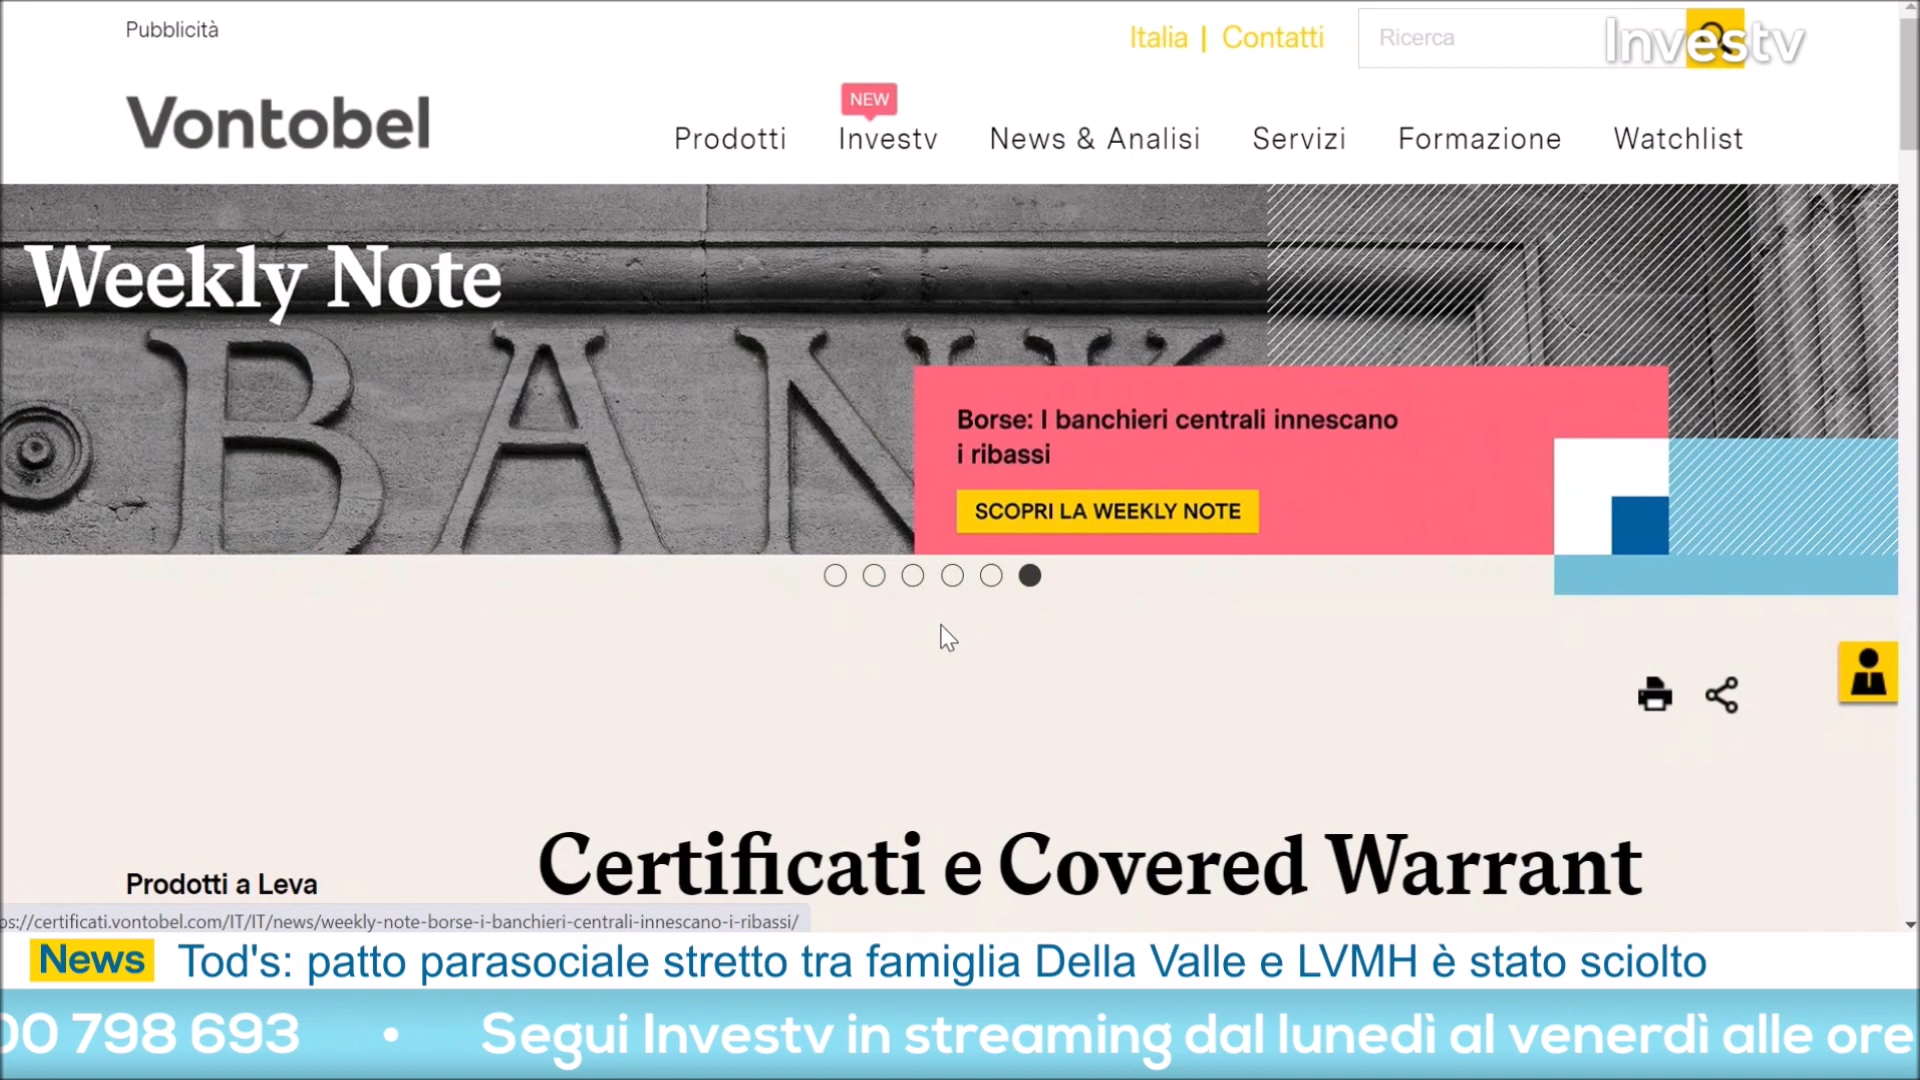 Pubblicità
Italia | Contatti
Ricerca
Investv
Vontobel
NEW
Prodotti
Investv
News & Analisi
Servizi
Formazione
Watchlist
Weekly Note
BANK
Borse: I banchieri centrali innescano
i ribassi
SCOPRI LA WEEKLY NOTE
Certificati e Covered Warrant
Prodotti a Leva
ps://certificati.vontobel.com/IT/IT/news/weekly-note-borse-i-banchieri-centrali-innescano-i-ribassi/
News Tod's: patto parasociale stretto tra famiglia Della Valle e LVMH è stato sciolto
00 798 693 • Segui Investv in streaming dal lunedì al venerdì alle ore